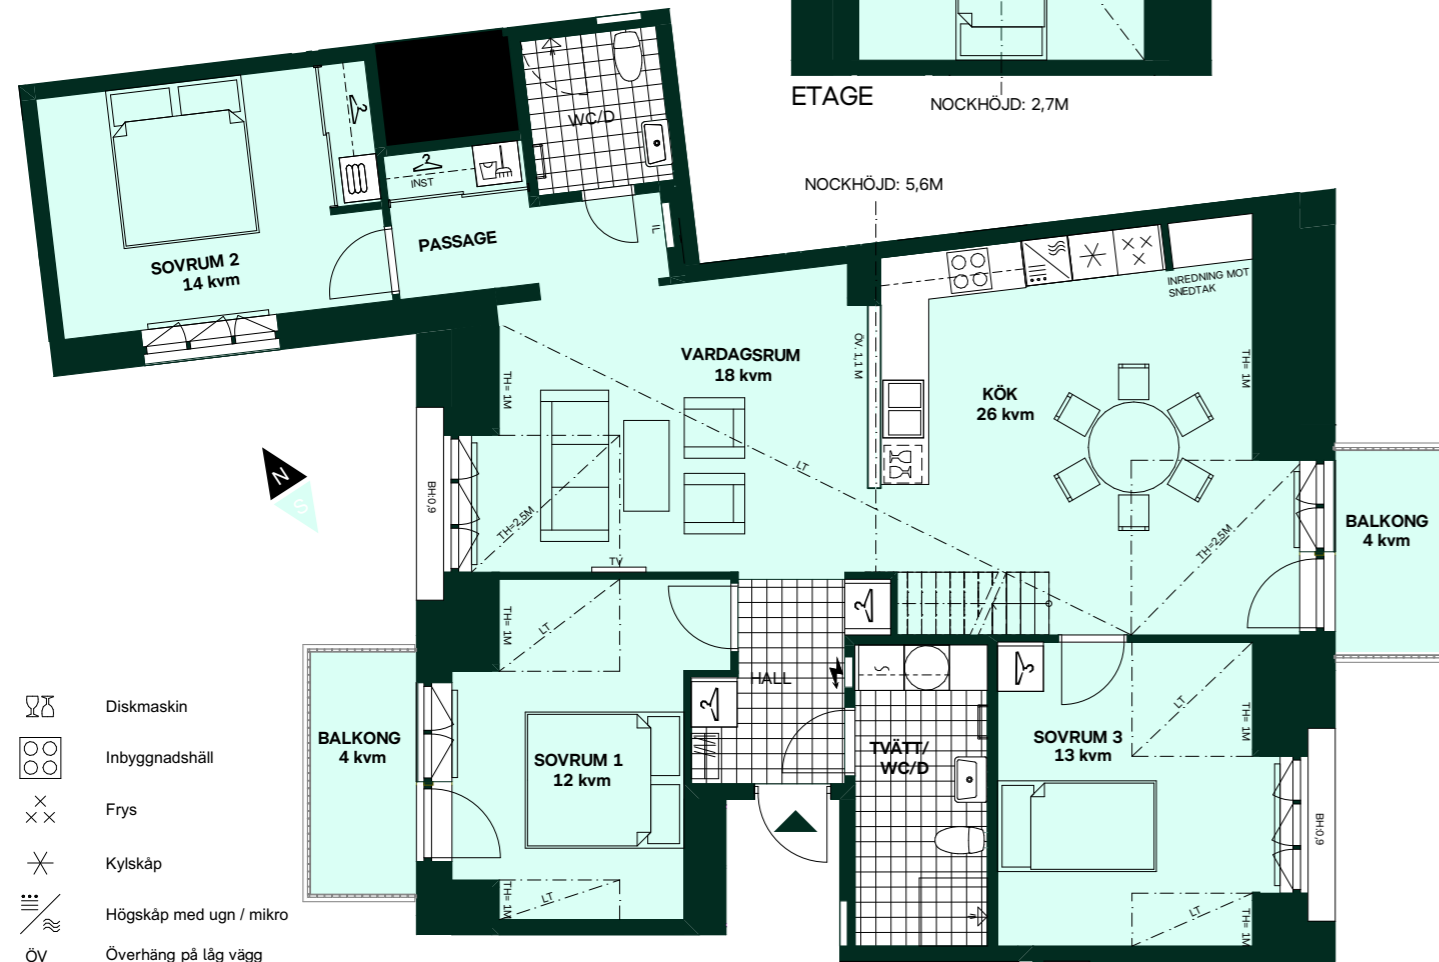 ETAGE
NOCKHÖJD: 2,7M
NOCKHÖJD: 5,6M
WC/D
INST
PASSAGE
IL
SOVRUM 2
14 kvm
INREDNING MOT
SNEDTAK
VARDAGSRUM
18 kvm
ÖV. 1,1 M
TH= 1M
TH= 1M
KÖK
26 kvm
LT
N
S
BH:0,9
TH=2,5M
TH=2,5M
TV
BALKONG
4 kvm
TH= 1M
LT
HALL
LT
TH= 1M
BALKONG
4 kvm
SOVRUM 1
12 kvm
TVÄTT/
WC/D
SOVRUM 3
13 kvm
BH:0,9
TH= 1M
LT
LT
TH= 1M
Diskmaskin
Inbyggnadshäll
Frys
Kylskåp
Högskåp med ugn / mikro
ÖV Överhäng på låg vägg